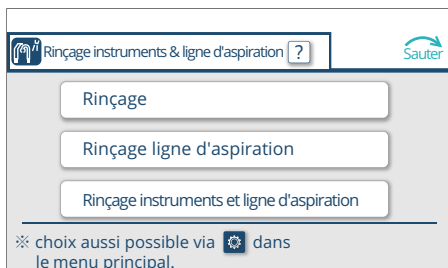 Rinçage instruments & ligne d'aspiration ?
Sauter
Rinçage
Rinçage ligne d'aspiration
Rinçage instruments et ligne d'aspiration
※ choix aussi possible via dans
le menu principal.